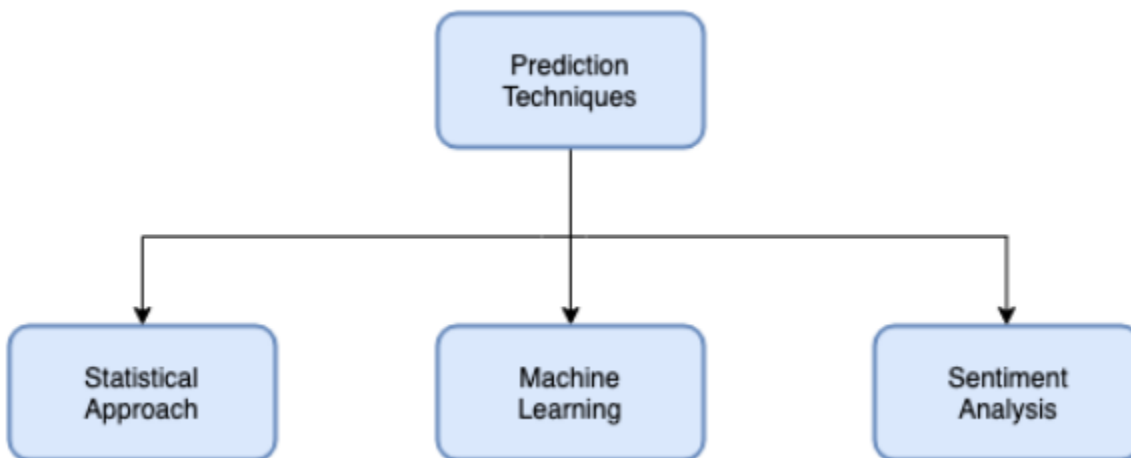 Prediction
Techniques
Statistical
Approach
Machine
Learning
Sentiment
Analysis